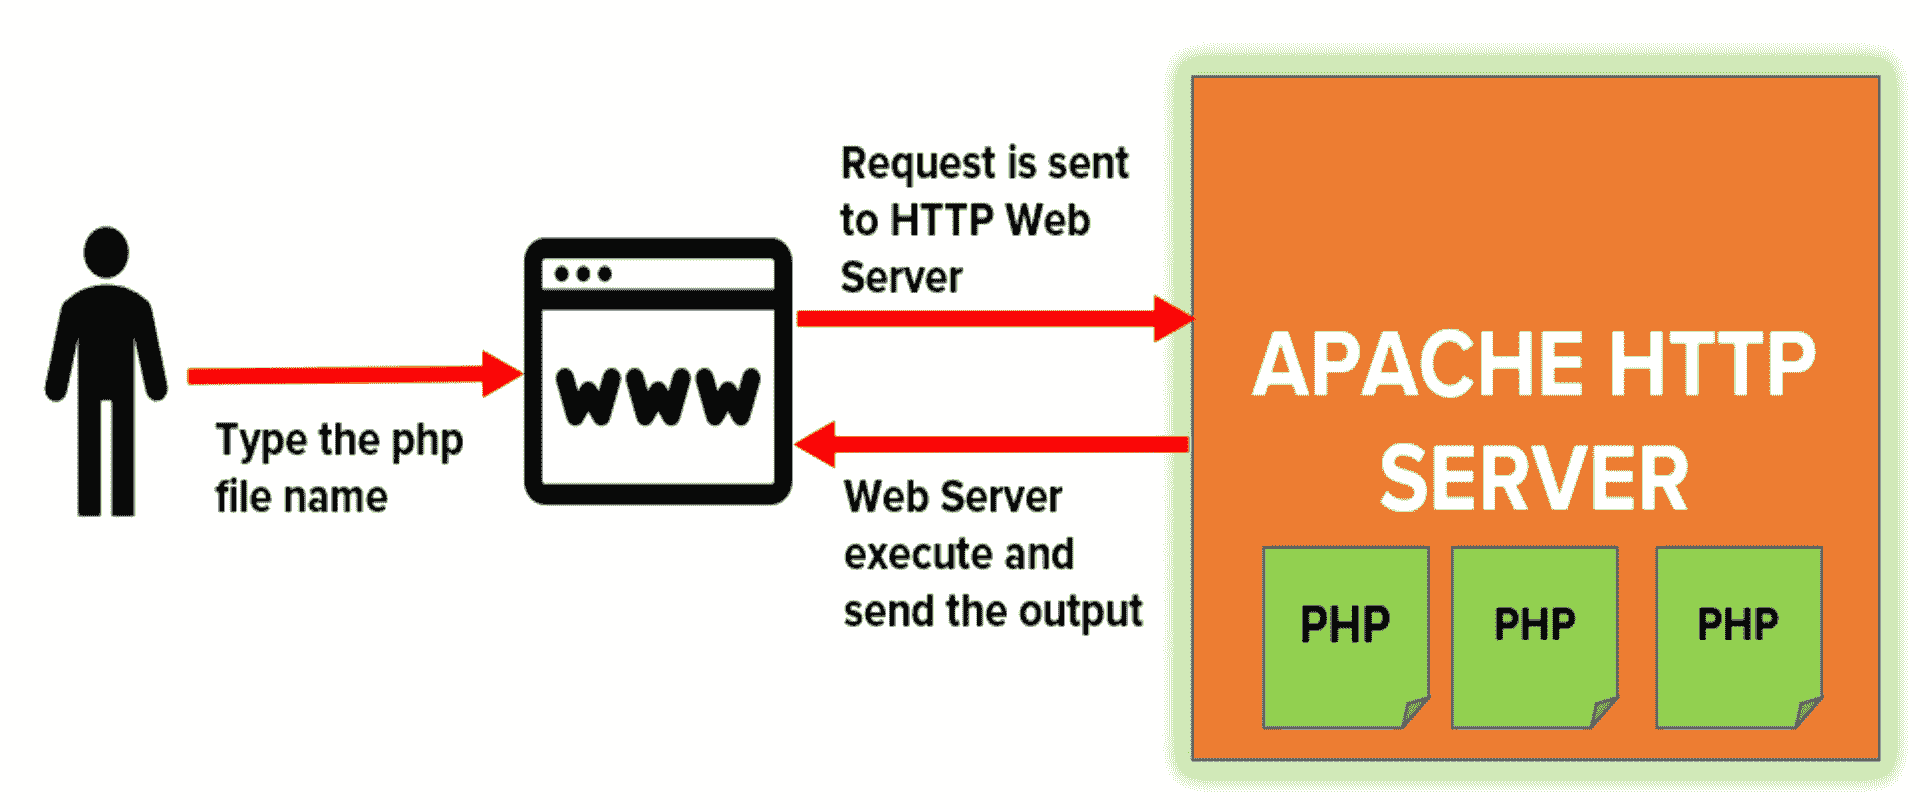 Type the php
file name
www
Request is sent
to HTTP Web
Server
Web Server
execute and
send the output
APACHE HTTP
SERVER
PHP
PHP
PHP